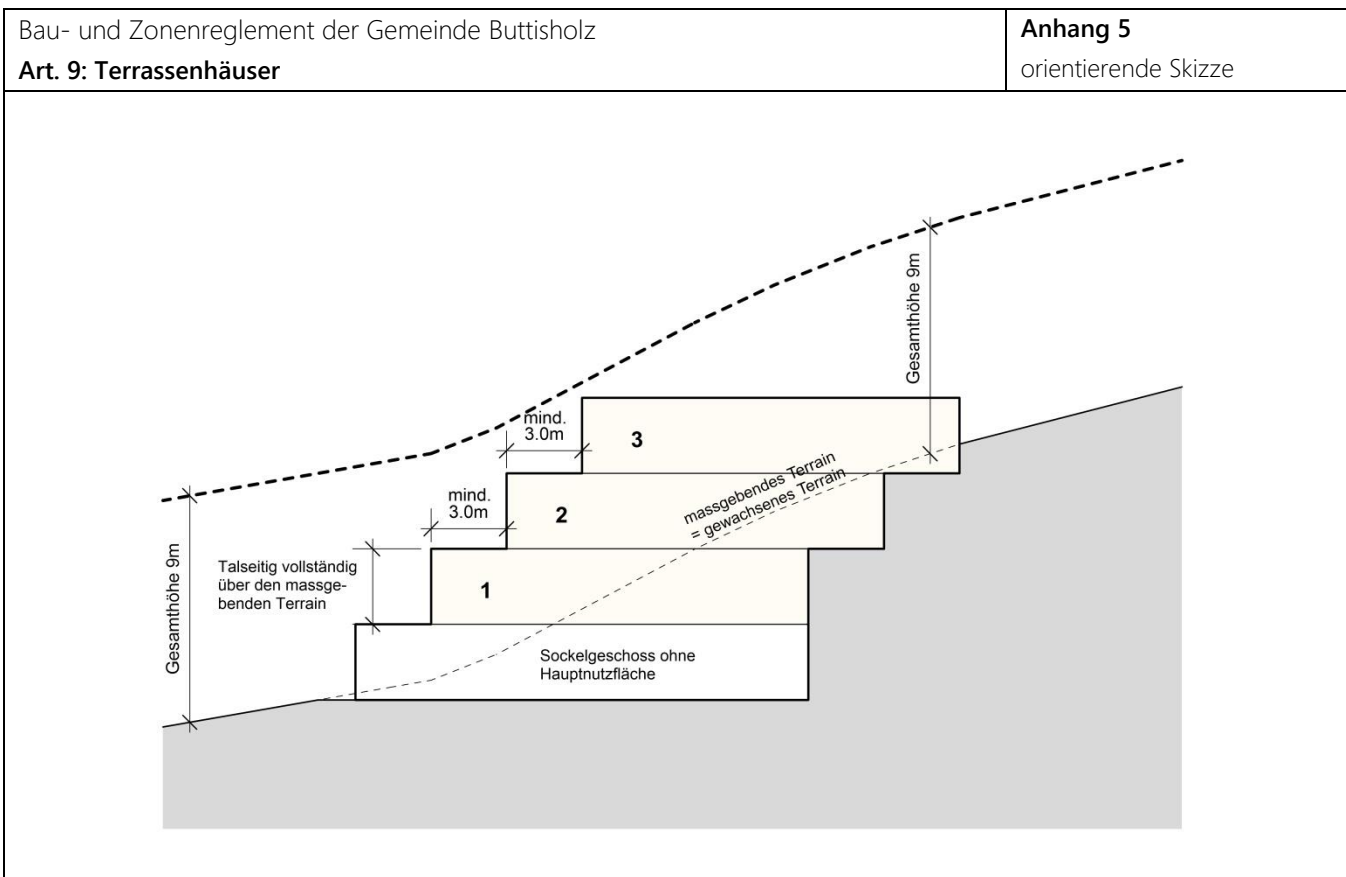 Bau- und Zonenreglement der Gemeinde Buttisholz
Art. 9: Terrassenhäuser
Anhang 5
orientierende Skizze
Gesamthöhe 9m
mind.
3.0m
3
massgebendes Terrain
= gewachsenes Terrain
mind.
3.0m
2
Talseitig vollständig
über den massge-
benden Terrain
1
Gesamthöhe 9m
Sockelgeschoss ohne
Hauptnutzfläche